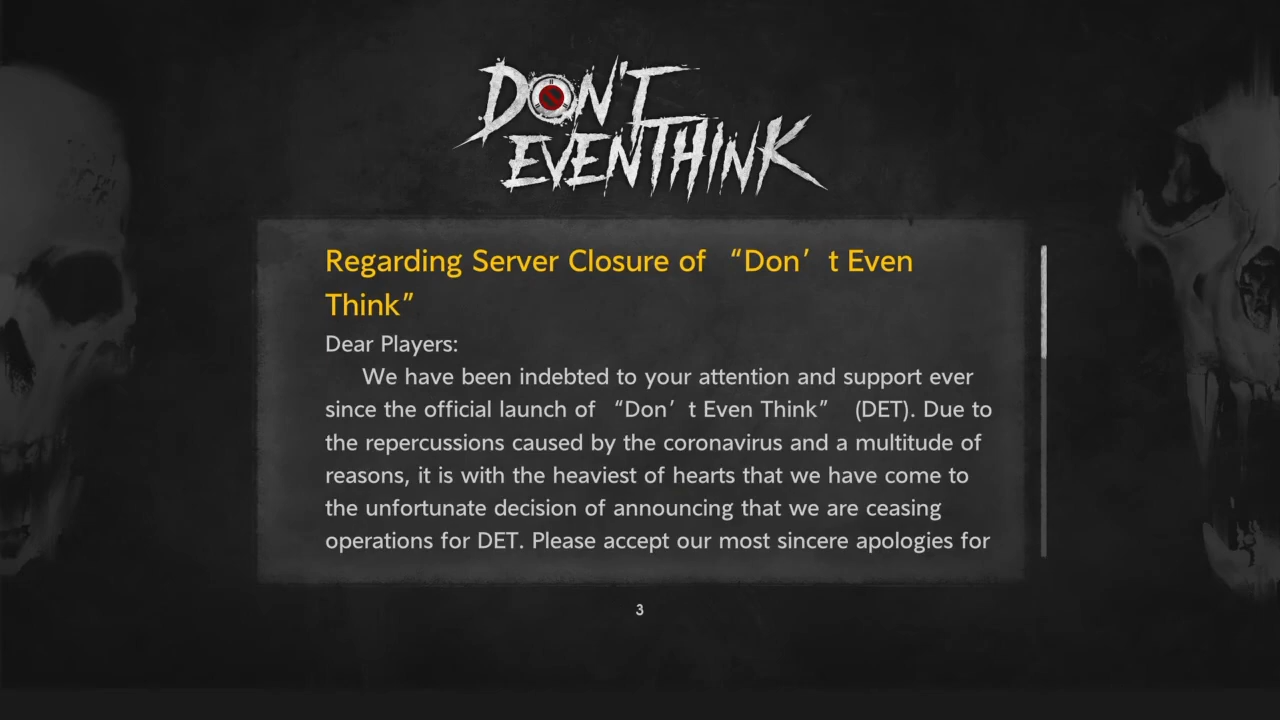 DON'T
EVEN THINK
Regarding Server Closure of “Don’t Even
Think”
Dear Players:
We have been indebted to your attention and support ever
since the official launch of “Don’t Even Think” (DET). Due to
the repercussions caused by the coronavirus and a multitude of
reasons, it is with the heaviest of hearts that we have come to
the unfortunate decision of announcing that we are ceasing
operations for DET. Please accept our most sincere apologies for
3